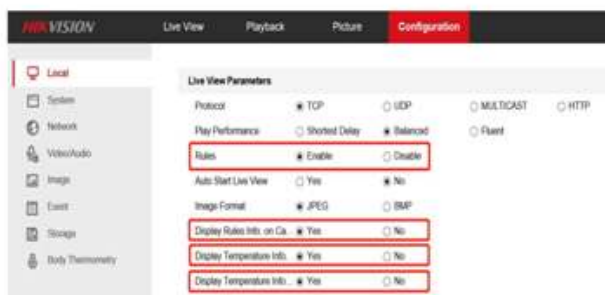 HIKVISION Live View Playback Picture Configuration
Local
System
Network
Video/Audio
Image
Event
Storage
Body Thermometry
Live View Parameters
Protocol TCP UDP MULTICAST HTTP
Play Performance Shortest Delay Balanced Fluent
Rules Enable Disable
Auto Start Live View Yes No
Image Format JPEG BMP
Display Rules Info. on Ca... Yes No
Display Temperature Info. Yes No
Display Temperature Info... Yes No